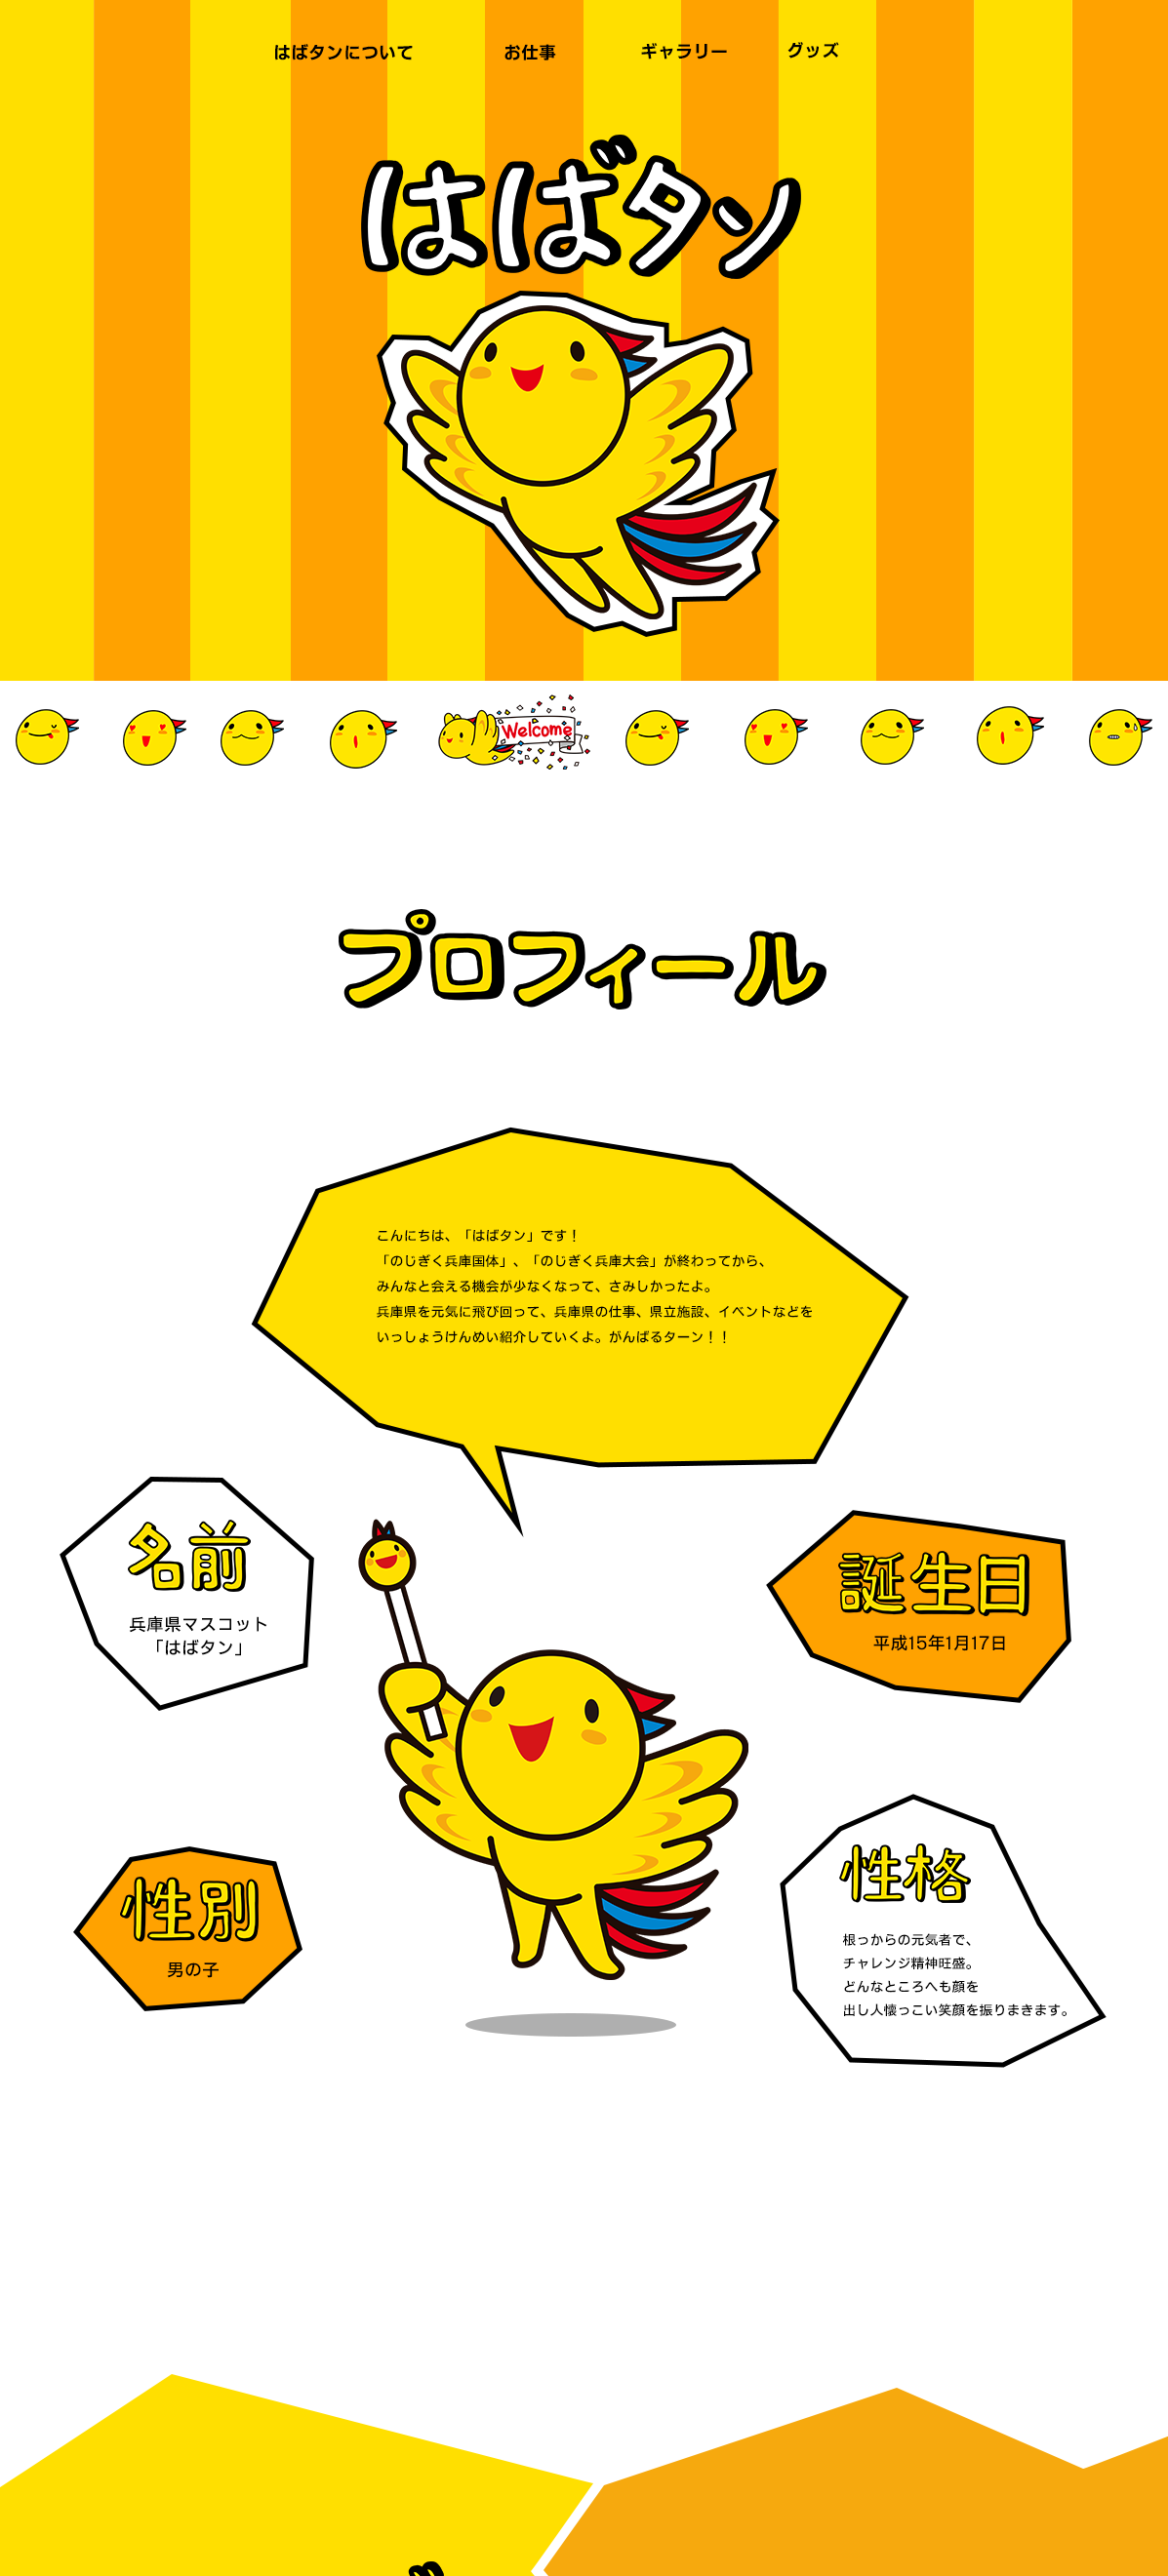 はばタンについて
お仕事
ギャラリー
グッズ
はばタン
Welcome
プロフィール
こんにちは、「はばタン」です！
「のじぎく兵庫国体」、「のじぎく兵庫大会」が終わってから、
みんなと会える機会が少なくなって、さみしかったよ。
兵庫県を元気に飛び回って、兵庫県の仕事、県立施設、イベントなどを
いっしょうけんめい紹介していくよ。がんばるターン！！
名前
兵庫県マスコット
「はばタン」
誕生日
平成15年1月17日
性別
男の子
性格
根っからの元気者で、
チャレンジ精神旺盛。
どんなところへも顔を
出し人懐っこい笑顔を振りまきます。